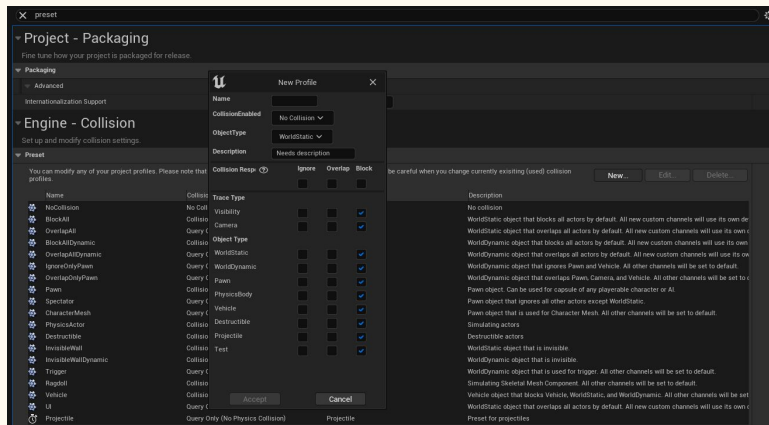 preset
Project - Packaging
Fine tune how your project is packaged for release.
Packaging
Advanced
Internationalization Support
Engine - Collision
Set up and modify collision settings.
Preset
You can modify any of your project profiles. Please note that
be careful when you change currently exisiting (used) collision
profiles.
New...
Edit...
Delete...
Name
Collisio
Description
NoCollision
No Coll
No collision
BlockAll
Collisio
WorldStatic object that blocks all actors by default. All new custom channels will use its own de
OverlapAll
Query O
WorldStatic object that overlaps all actors by default. All new custom channels will use its own d
BlockAllDynamic
Collisio
WorldDynamic object that blocks all actors by default. All new custom channels will use its own
OverlapAllDynamic
Query O
WorldDynamic object that overlaps all actors by default. All new custom channels will use its ow
IgnoreOnlyPawn
Query O
WorldDynamic object that ignores Pawn and Vehicle. All other channels will be set to default.
OverlapOnlyPawn
Query O
WorldDynamic object that overlaps Pawn, Camera, and Vehicle. All other channels will be set to d
Pawn
Collisio
Pawn object. Can be used for capsule of any playerable character or AI.
Spectator
Query O
Pawn object that ignores all other actors except WorldStatic.
CharacterMesh
Query O
Pawn object that is used for Character Mesh. All other channels will be set to default.
PhysicsActor
Collisio
Simulating actors
Destructible
Collisio
Destructible actors
InvisibleWall
Collisio
WorldStatic object that is invisible.
InvisibleWallDynamic
Collisio
WorldDynamic object that is invisible.
Trigger
Query O
WorldDynamic object that is used for trigger. All other channels will be set to default.
Ragdoll
Collisio
Simulating Skeletal Mesh Component. All other channels will be set to default.
Vehicle
Collisio
Vehicle object that blocks Vehicle, WorldStatic, and WorldDynamic. All other channels will be set
UI
Query O
WorldStatic object that overlaps all actors by default. All new custom channels will use its own d
Projectile
Query Only (No Physics Collision)
Projectile
Preset for projectiles
New Profile
Name
CollisionEnabled
No Collision
ObjectType
WorldStatic
Description
Needs description
Collision Resp
Ignore
Overlap
Block
Trace Type
Visibility
Camera
Object Type
WorldStatic
WorldDynamic
Pawn
PhysicsBody
Vehicle
Destructible
Projectile
Test
Accept
Cancel